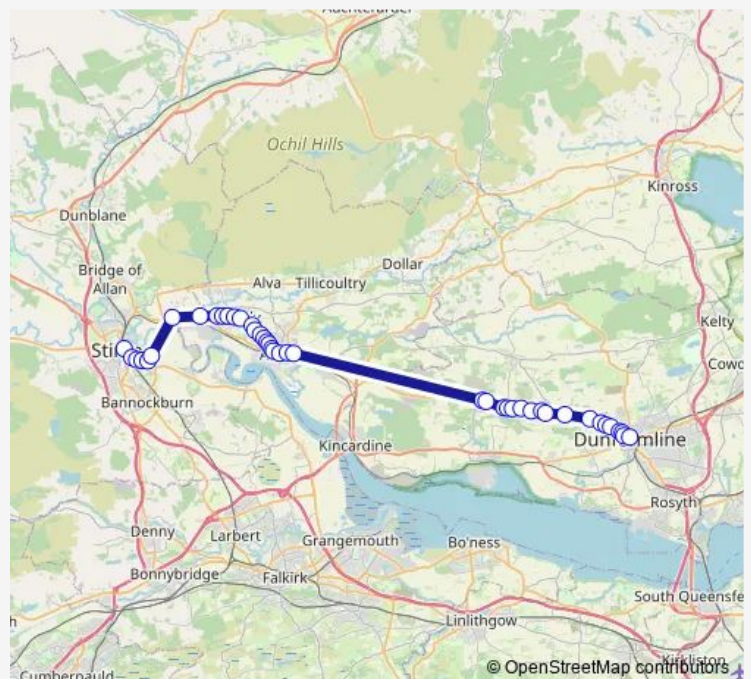 Ochil Hills
Kinross
Dunblane
Bridge of
Allan
Alva
Tillicoultry
Dollar
Kelty
Bannockburn
Kincardine
Rosyth
Denny
Larbert
Grangemouth
Bo'ness
Bonnybridge
Falkirk
South Queensfe
Linlithgow
© OpenStreetMap contributors